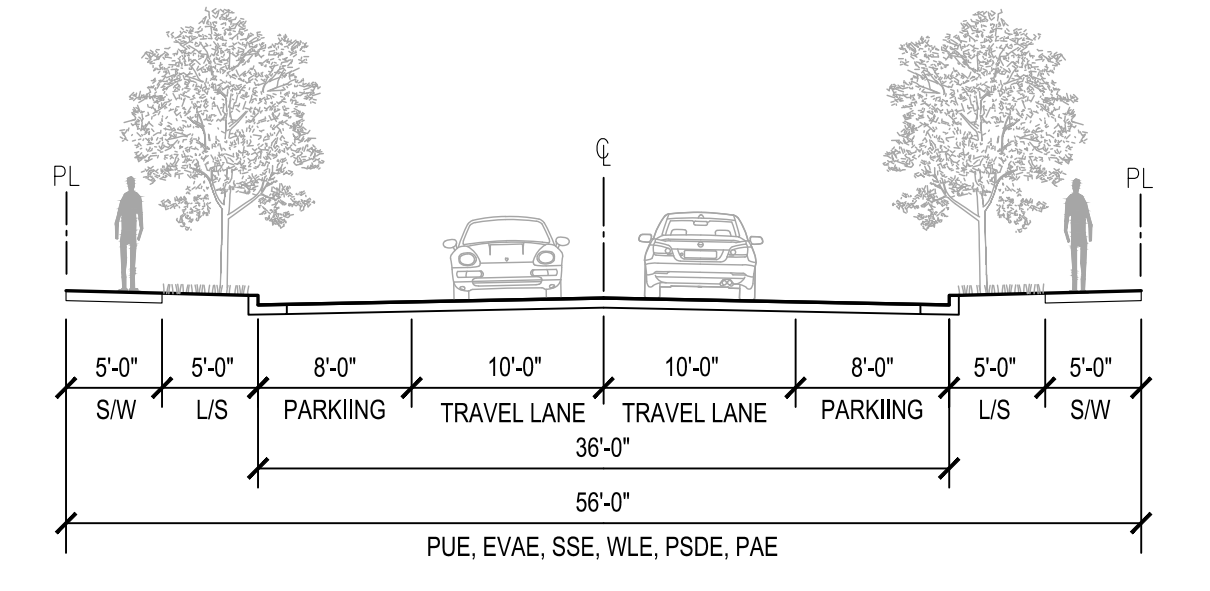 ℄
PL
PL
5'-0" 5'-0" 8'-0" 10'-0" 10'-0" 8'-0" 5'-0" 5'-0"
S/W L/S PARKIING TRAVEL LANE TRAVEL LANE PARKIING L/S S/W
36'-0"
56'-0"
PUE, EVAE, SSE, WLE, PSDE, PAE